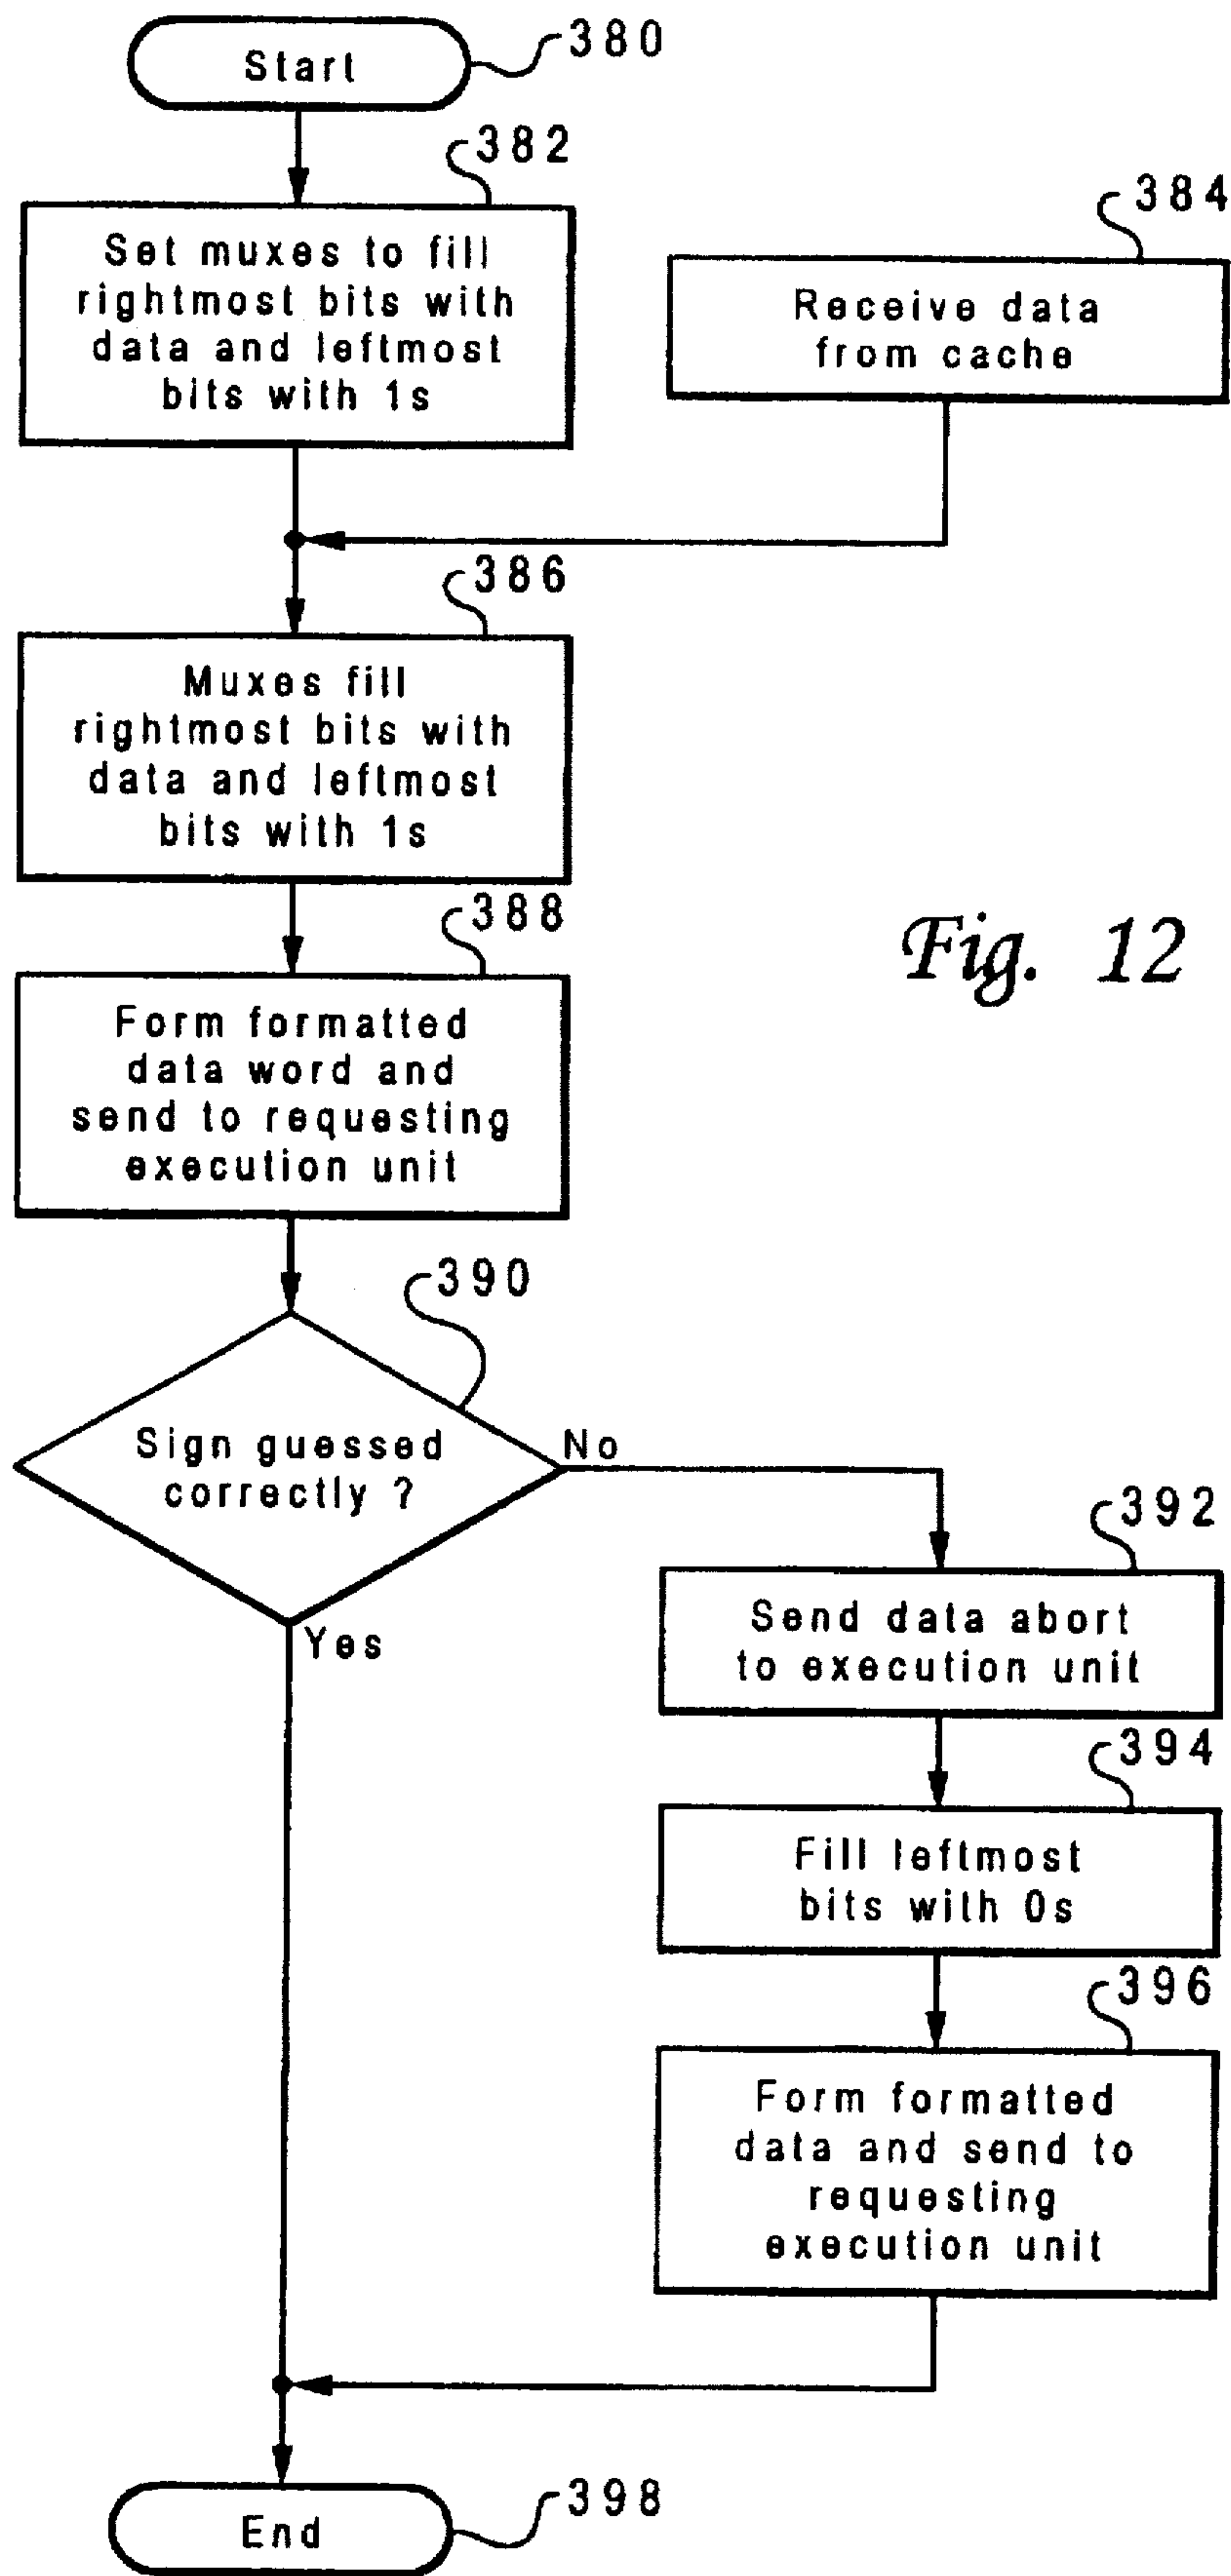 Start
380
382
Set muxes to fill
rightmost bits with
data and leftmost
bits with 1s
384
Receive data
from cache
386
Muxes fill
rightmost bits with
data and leftmost
bits with 1s
388
Form formatted
data word and
send to requesting
execution unit
Fig. 12
390
Sign guessed
correctly ?
No
Yes
392
Send data abort
to execution unit
394
Fill leftmost
bits with 0s
396
Form formatted
data and send to
requesting
execution unit
End
398